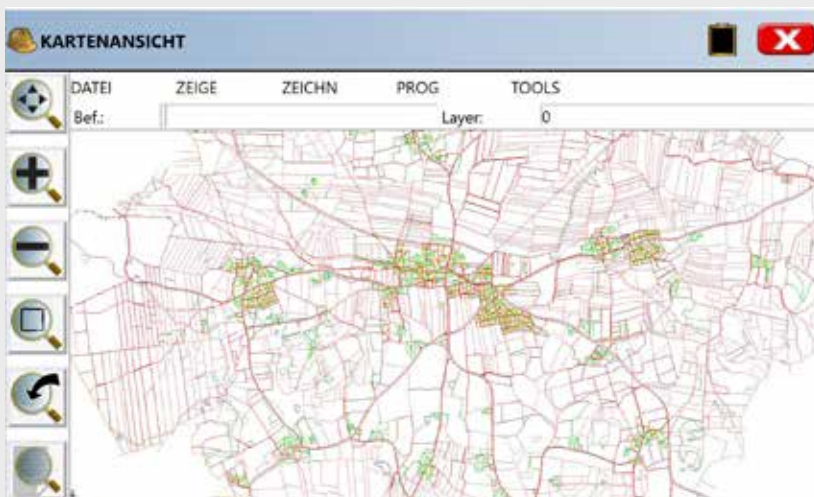 KARTENANSICHT
DATEI ZEIGE ZEICHN PROG TOOLS
Bef.: Layer: 0